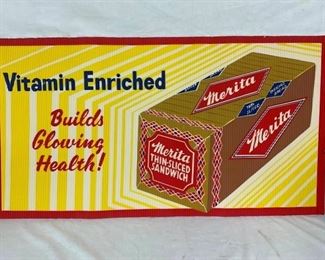 Vitamin Enriched
Builds
Glowing
Health!
Merita
Merita
Merita
THIN-SLICED
SANDWICH